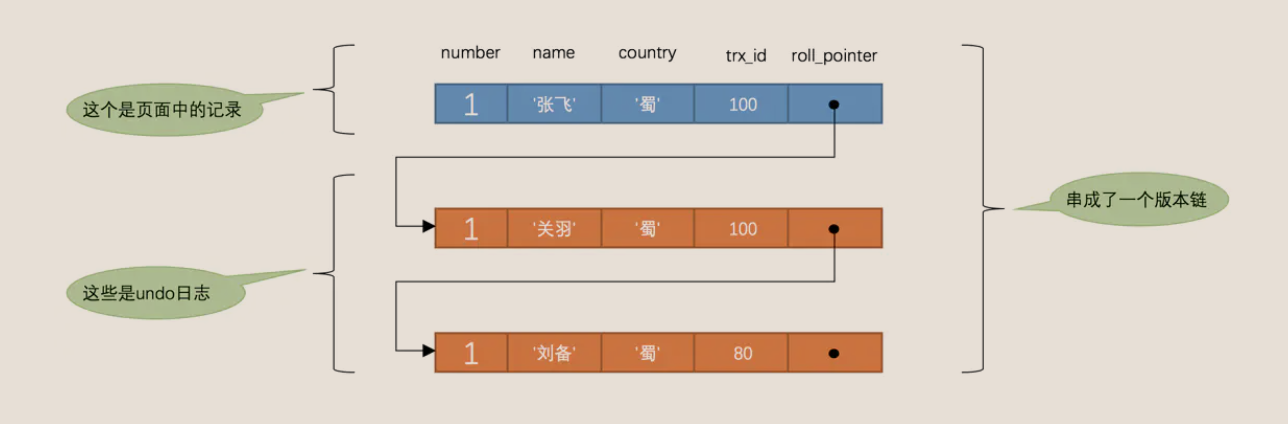 number name country trx_id roll_pointer
这个是页面中的记录
1 '张飞' '蜀' 100
串成了一个版本链
1 '关羽' '蜀' 100
这些是undo日志
1 '刘备' '蜀' 80